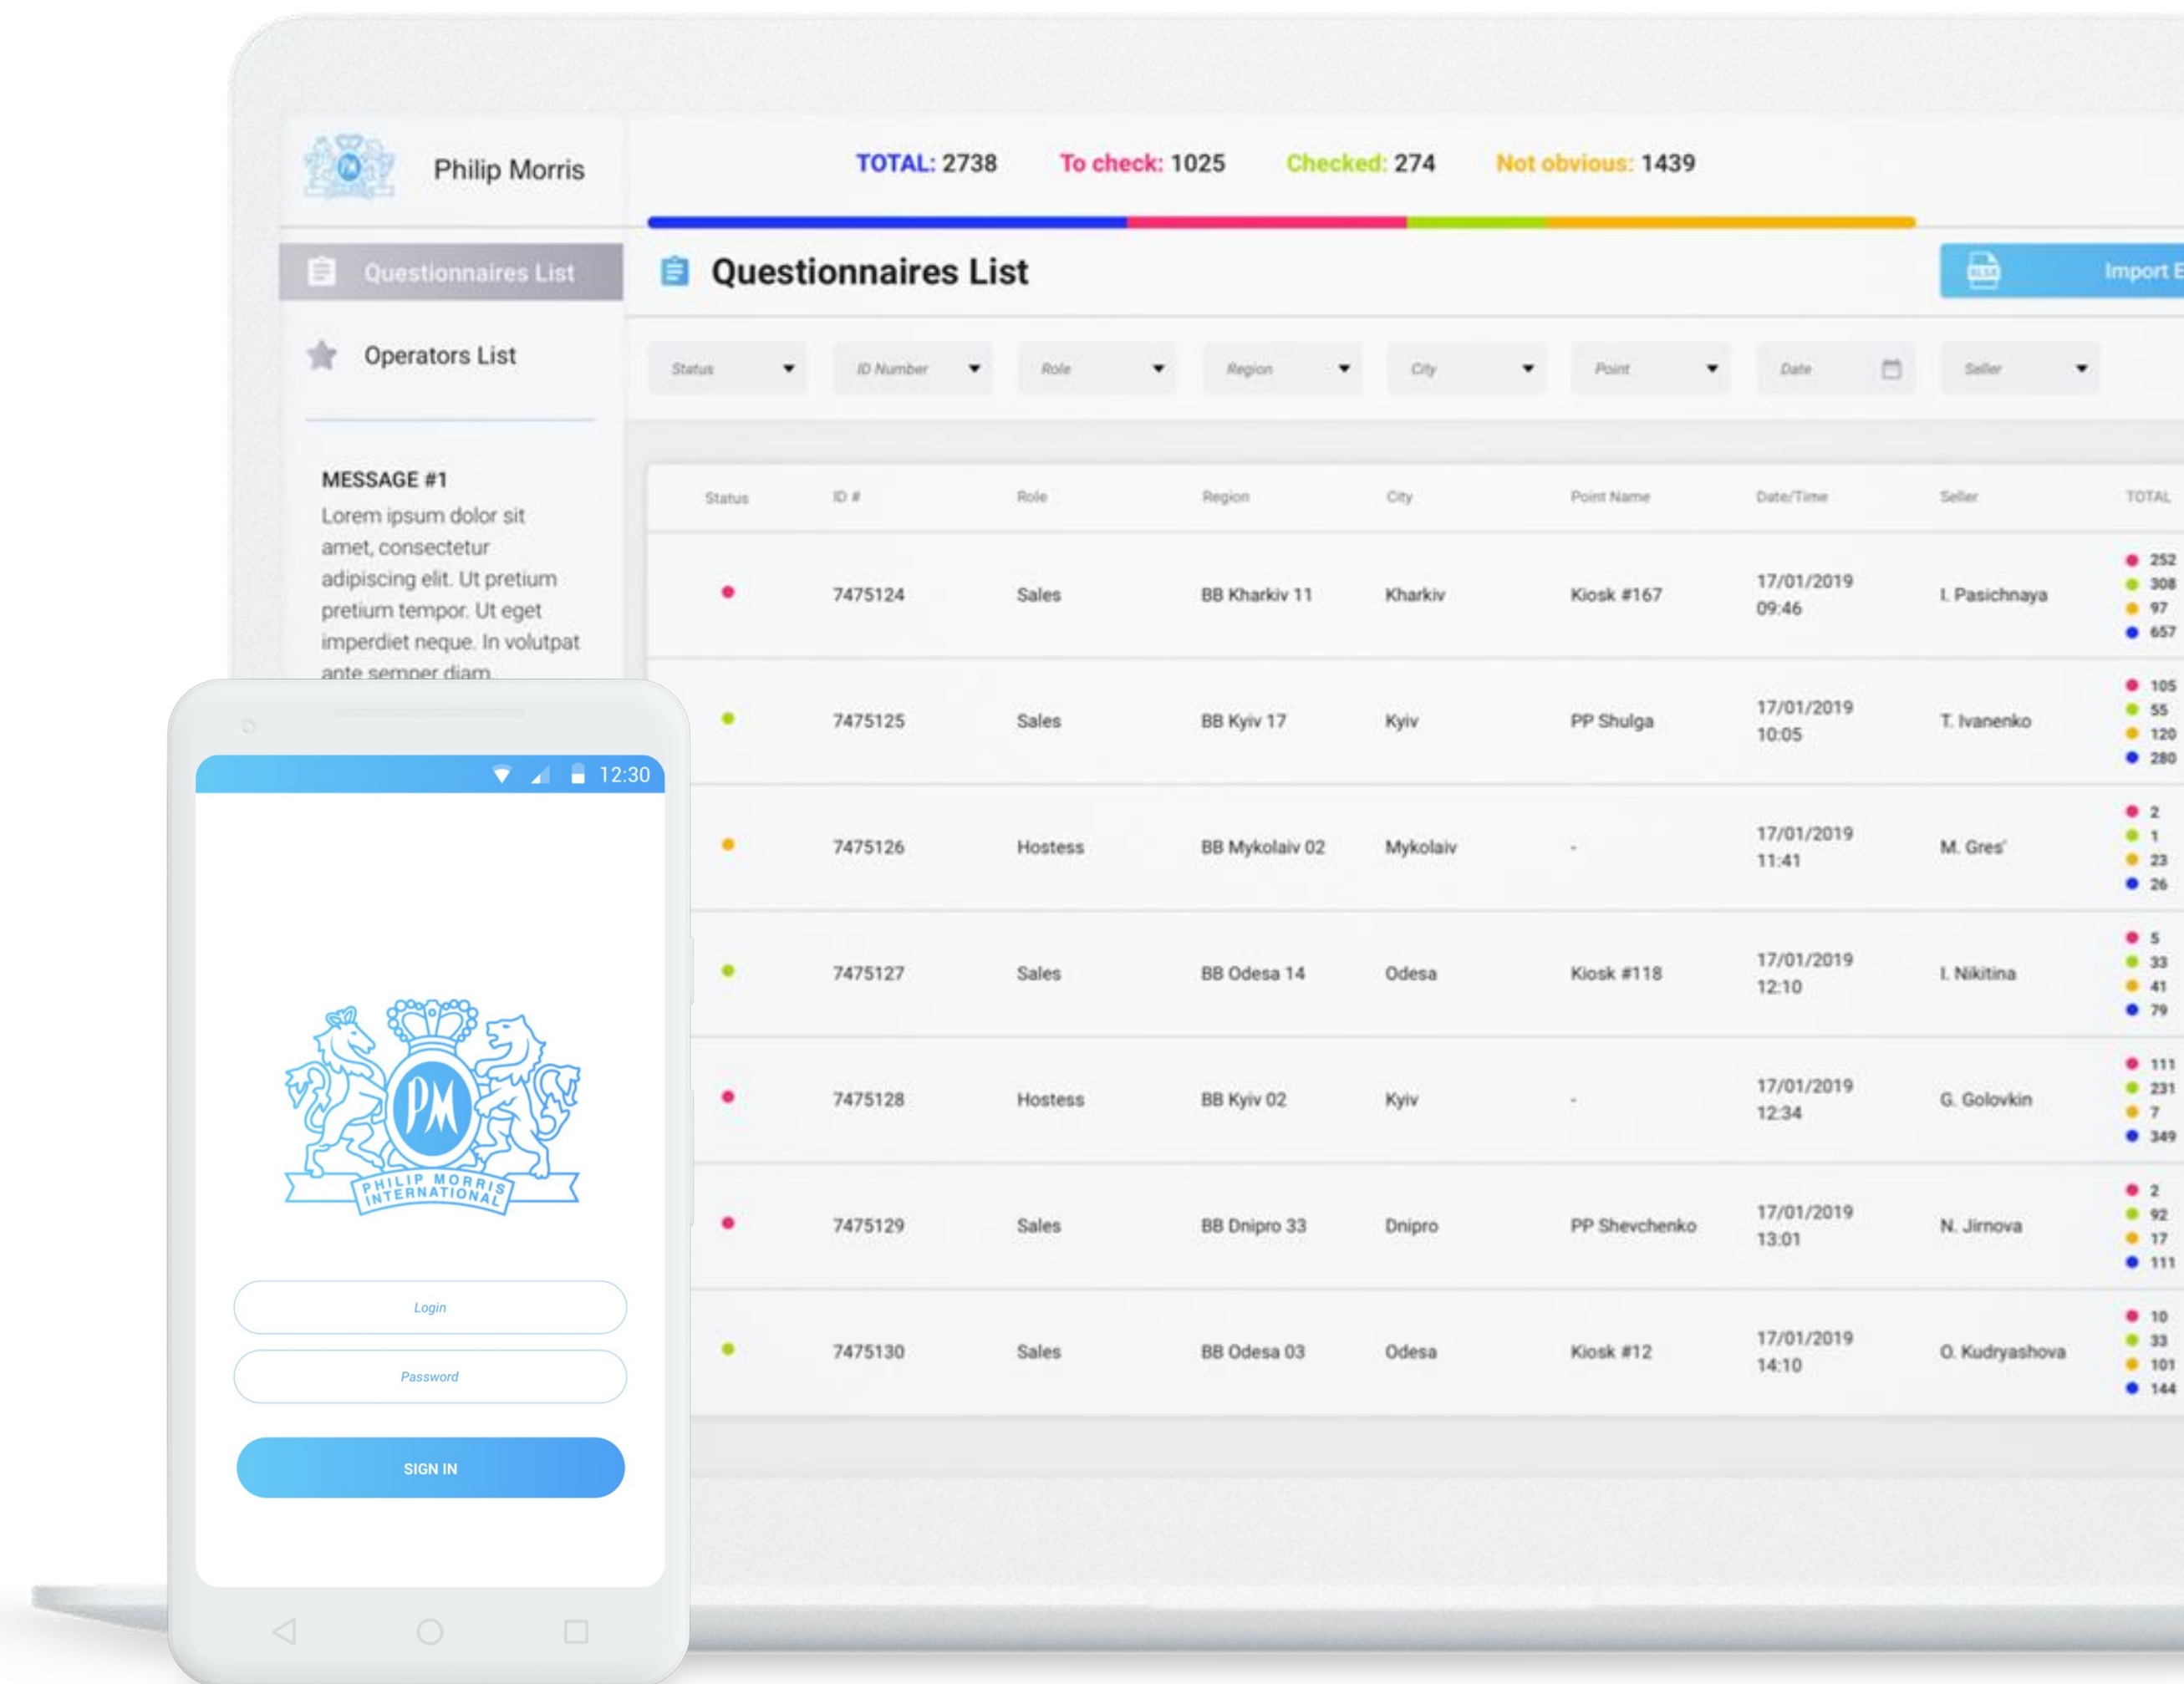 Philip Morris
TOTAL: 2738 To check: 1025 Checked: 274 Not obvious: 1439
Questionnaires List
Operators List
MESSAGE #1
Lorem ipsum dolor sit
amet, consectetur
adipiscing elit. Ut pretium
pretium tempor. Ut eget
imperdiet neque. In volutpat
ante semper diam.
Questionnaires List
Import
Status ID Number Role Region City Point Date Seller
Status ID # Role Region City Point Name Date/Time Seller TOTAL
7475124 Sales BB Kharkiv 11 Kharkiv Kiosk #167 17/01/2019 09:46 I. Pasichnaya 252 308 97 657
7475125 Sales BB Kyiv 17 Kyiv PP Shulga 17/01/2019 10:05 T. Ivanenko 105 55 120 280
7475126 Hostess BB Mykolaiv 02 Mykolaiv - 17/01/2019 11:41 M. Gres' 2 1 23 26
7475127 Sales BB Odesa 14 Odesa Kiosk #118 17/01/2019 12:10 I. Nikitina 5 33 41 79
7475128 Hostess BB Kyiv 02 Kyiv - 17/01/2019 12:34 G. Golovkin 111 231 7 349
7475129 Sales BB Dnipro 33 Dnipro PP Shevchenko 17/01/2019 13:01 N. Jirnova 2 92 17 111
7475130 Sales BB Odesa 03 Odesa Kiosk #12 17/01/2019 14:10 O. Kudryashova 10 33 101 144
12:30
PM
PHILIP MORRIS
INTERNATIONAL
Login
Password
SIGN IN